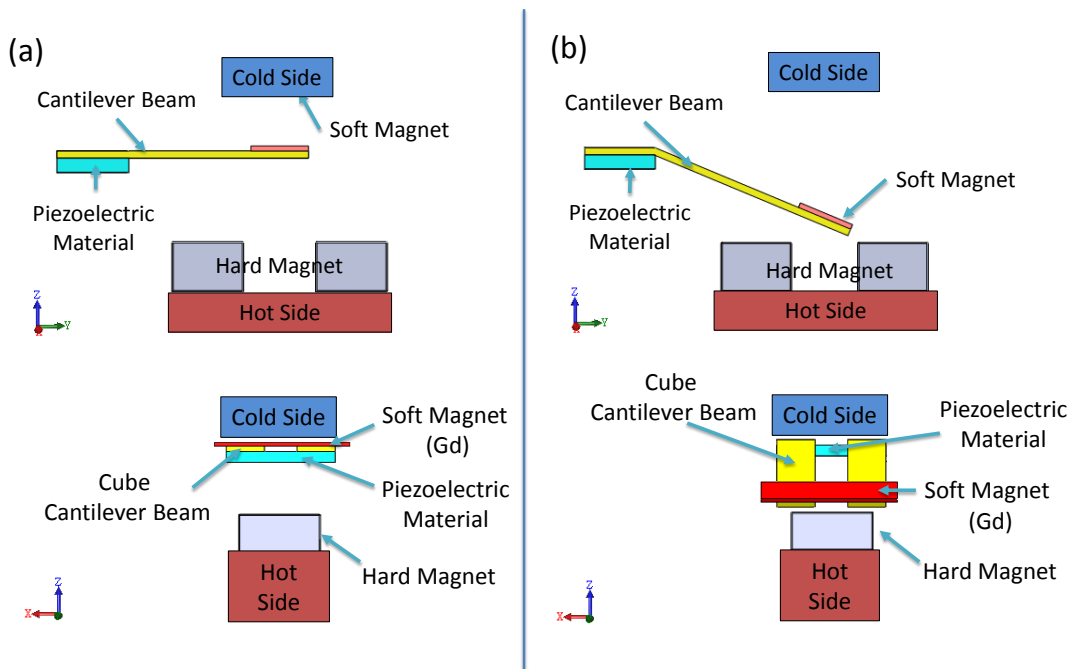 (a)
Cold Side
Cantilever Beam
Soft Magnet
Piezoelectric
Material
Hard Magnet
Hot Side
Z
X
Y
Cold Side
Soft Magnet
(Gd)
Cube
Cantilever Beam
Piezoelectric
Material
Hard Magnet
Hot
Side
Z
X
(b)
Cold Side
Cantilever Beam
Soft Magnet
Piezoelectric
Material
Hard Magnet
Hot Side
Z
X
Y
Cube
Cantilever Beam
Cold Side
Piezoelectric
Material
Soft Magnet
(Gd)
Hard Magnet
Hot
Side
Z
X